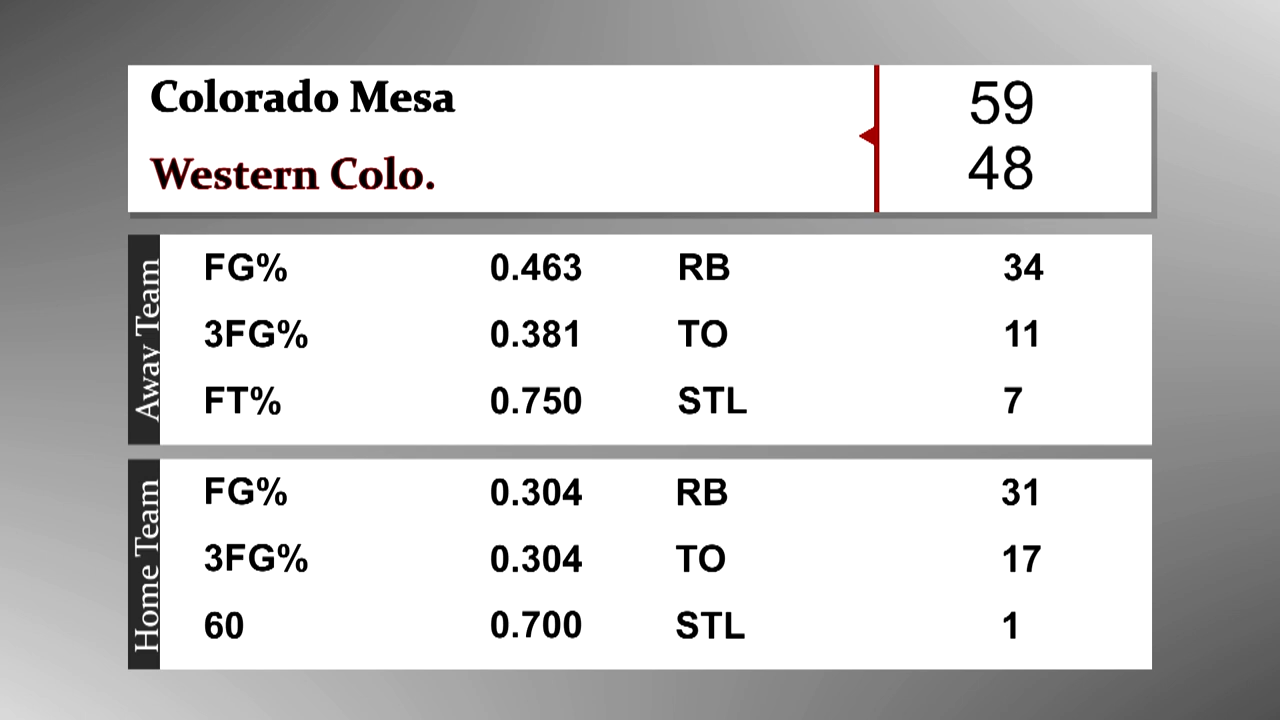 Colorado Mesa 59
Western Colo. 48
Away Team
FG% 0.463 RB 34
3FG% 0.381 TO 11
FT% 0.750 STL 7
Home Team
FG% 0.304 RB 31
3FG% 0.304 TO 17
60 0.700 STL 1